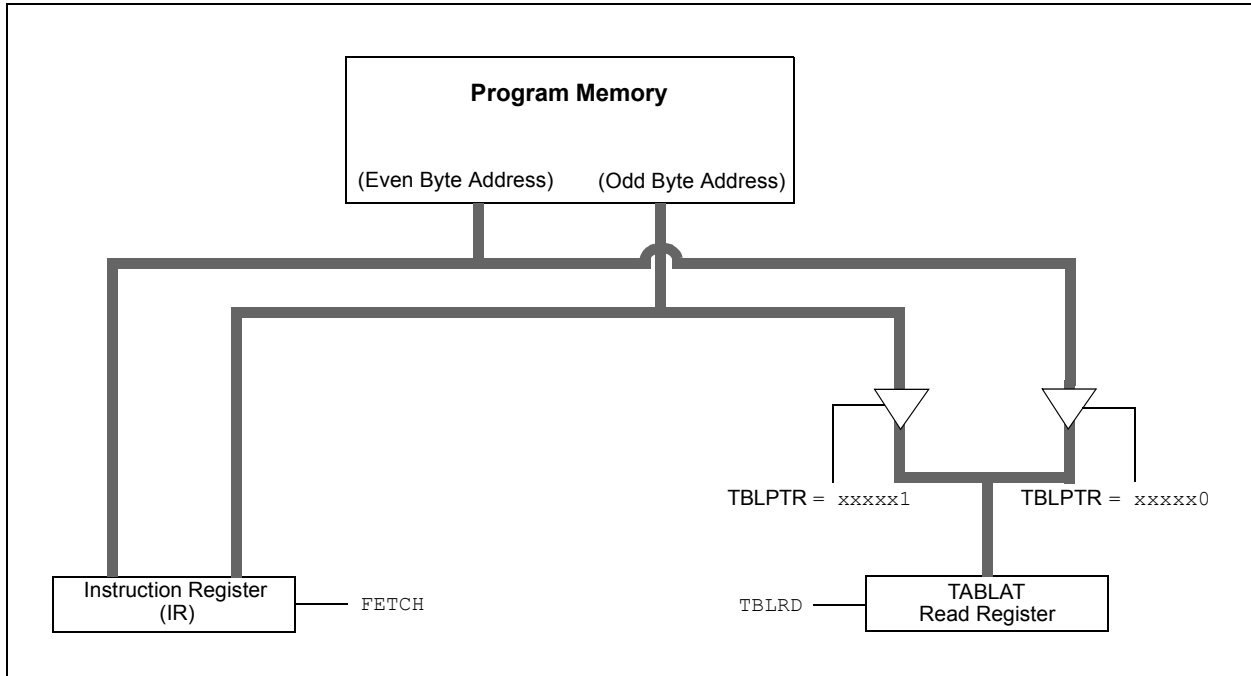 Program Memory
(Even Byte Address) (Odd Byte Address)
TBLPTR = xxxxx1 TBLPTR = xxxxx0
Instruction Register
(IR)
FETCH
TBLRD
TABLAT
Read Register